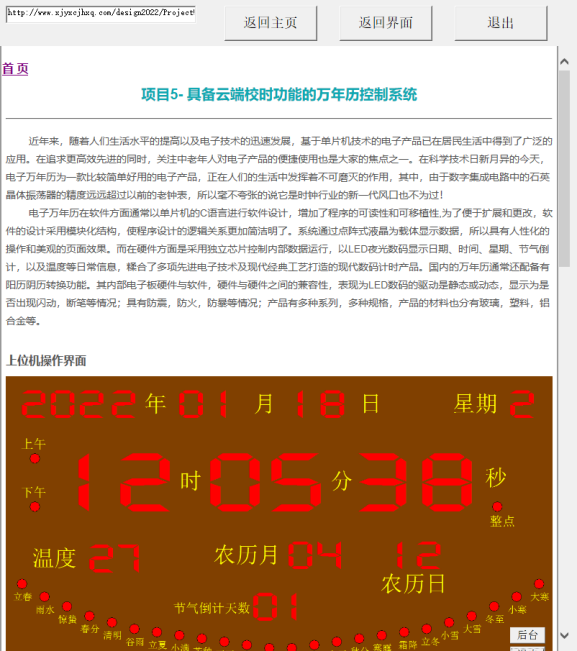 http://www.xjyxcjhxq.com/design2022/Project
返回主页 返回界面 退出
首页
项目5- 具备云端校时功能的万年历控制系统
近年来，随着人们生活水平的提高以及电子技术的迅速发展，基于单片机技术的电子产品已在居民生活中得到了广泛的
应用。在追求更高效先进的同时，关注中老年人对电子产品的便捷使用也是大家的焦点之一。在科学技术日新月异的今天，
电子万年历为一款比较简单好用的电子产品，正在人们的生活中发挥着不可磨灭的作用，其中，由于数字集成电路中的石英
晶体振荡器的精度远远超过以前的老钟表，所以毫不夸张的说它是时钟行业的新一代风口也不为过！
电子万年历在软件方面通常以单片机的C语言进行软件设计，增加了程序的可读性和可移植性,为了便于扩展和更改，软
件的设计采用模块化结构，使程序设计的逻辑关系更加简洁明了。系统通过点阵式液晶为载体显示数据，所以具有人性化的
操作和美观的页面效果。而在硬件方面是采用独立芯片控制内部数据运行，以LED夜光数码显示日期、时间、星期、节气倒
计，以及温度等日常信息，糅合了多项先进电子技术及现代经典工艺打造的现代数码计时产品。国内的万年历通常还配备有
阳历阴历转换功能。其内部电子板硬件与软件，硬件与硬件之间的兼容性，表现为LED数码的驱动是静态或动态，显示为是
否出现闪动，断笔等情况；具有防震，防火，防暴等情况；产品有多种系列，多种规格，产品的材料也分有玻璃，塑料，铝
合金等。
上位机操作界面
2022 年 01 月 18 日 星期 2
上午
下午
12 时 05 分 38 秒
整点
温度 27 农历月 04 12
农历日
节气倒计天数 01
立春 雨水 惊蛰 春分 清明 谷雨 立夏 小满
霜降 立冬 小雪 大雪 冬至 小寒 大寒
后台